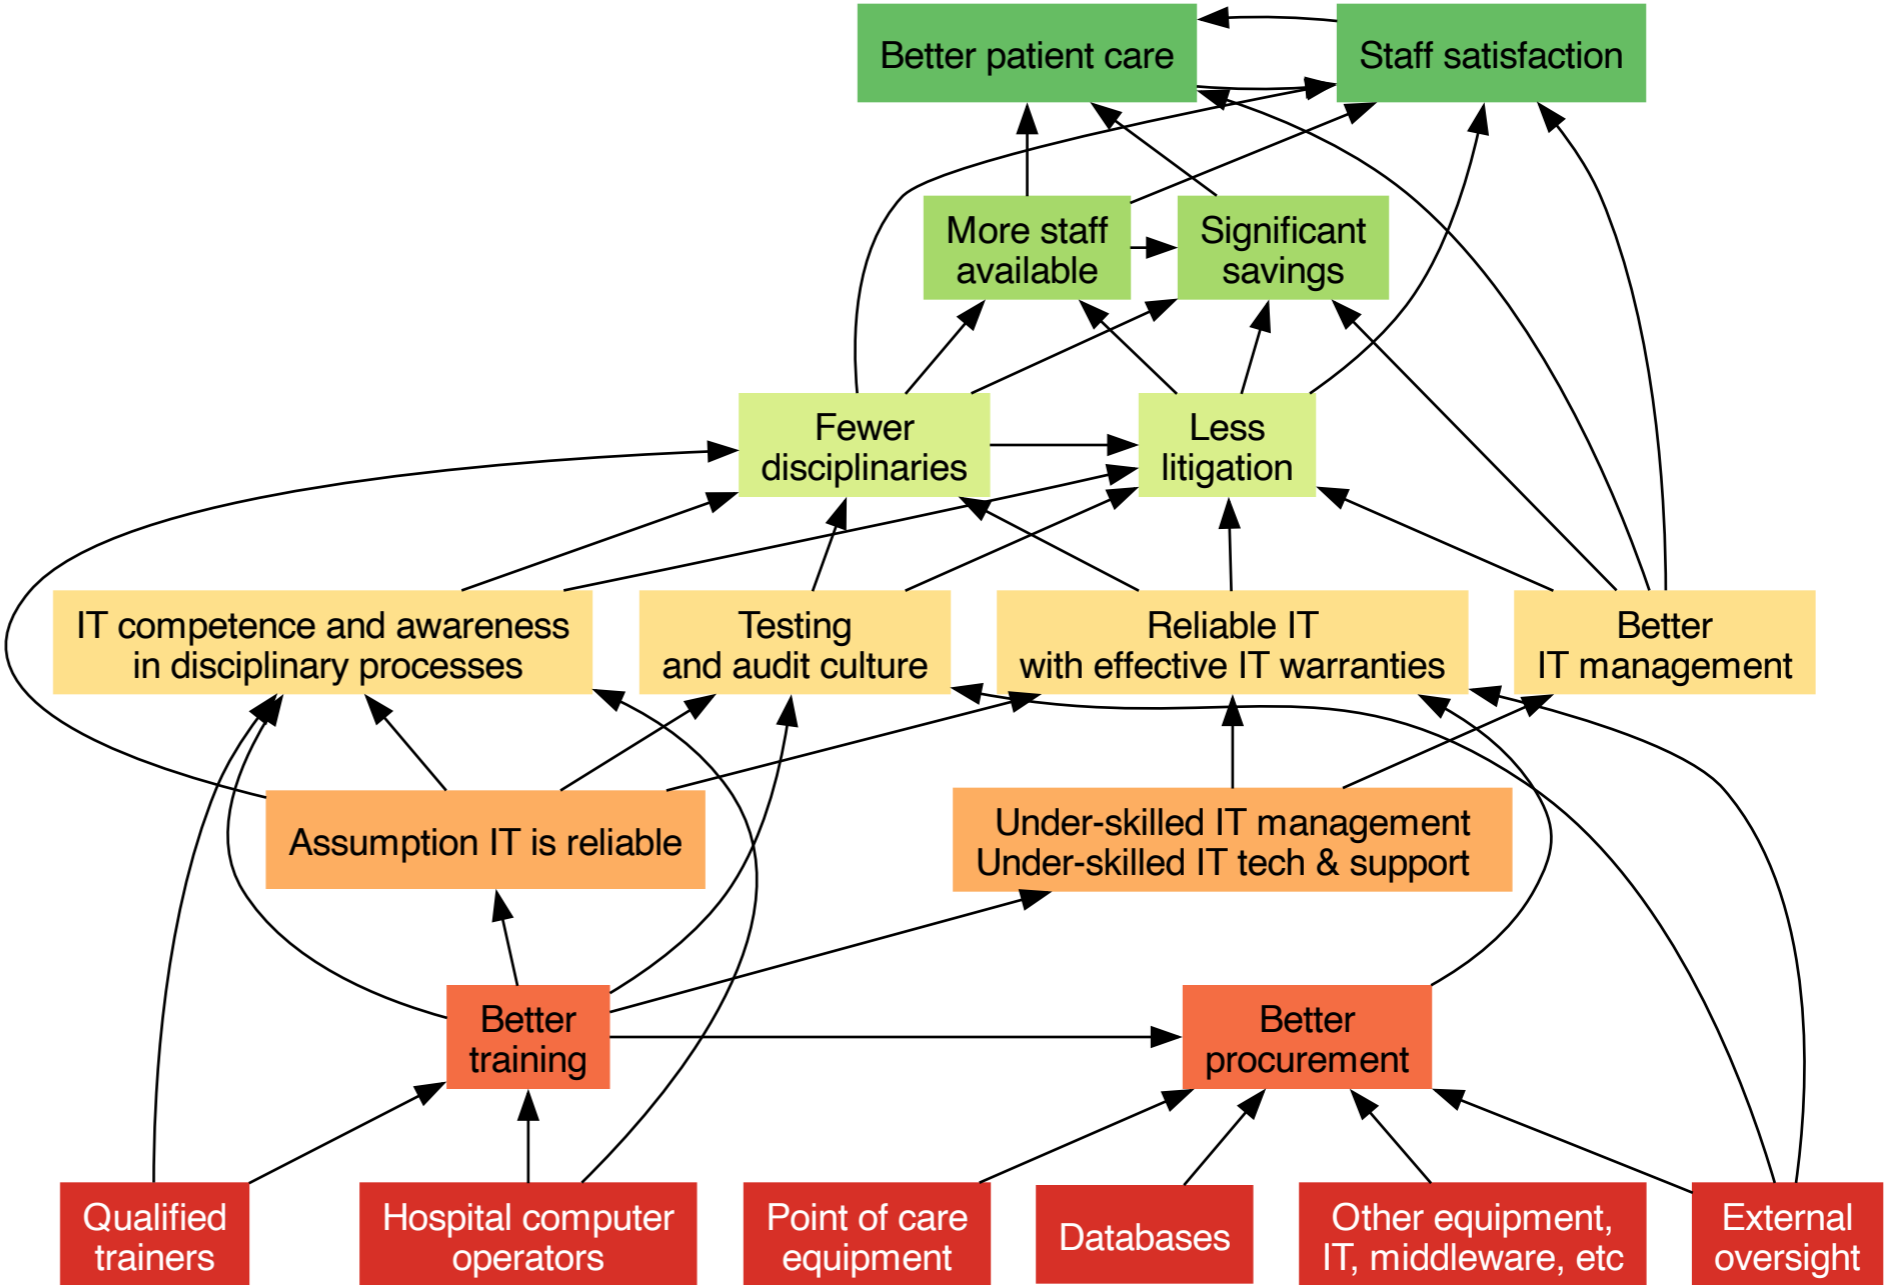 Better patient care
Staff satisfaction
More staff
available
Significant
savings
Fewer
disciplinaries
Less
litigation
IT competence and awareness
in disciplinary processes
Testing
and audit culture
Reliable IT
with effective IT warranties
Better
IT management
Assumption IT is reliable
Under-skilled IT management
Under-skilled IT tech & support
Better
training
Better
procurement
Qualified
trainers
Hospital computer
operators
Point of care
equipment
Databases
Other equipment,
IT, middleware, etc
External
oversight